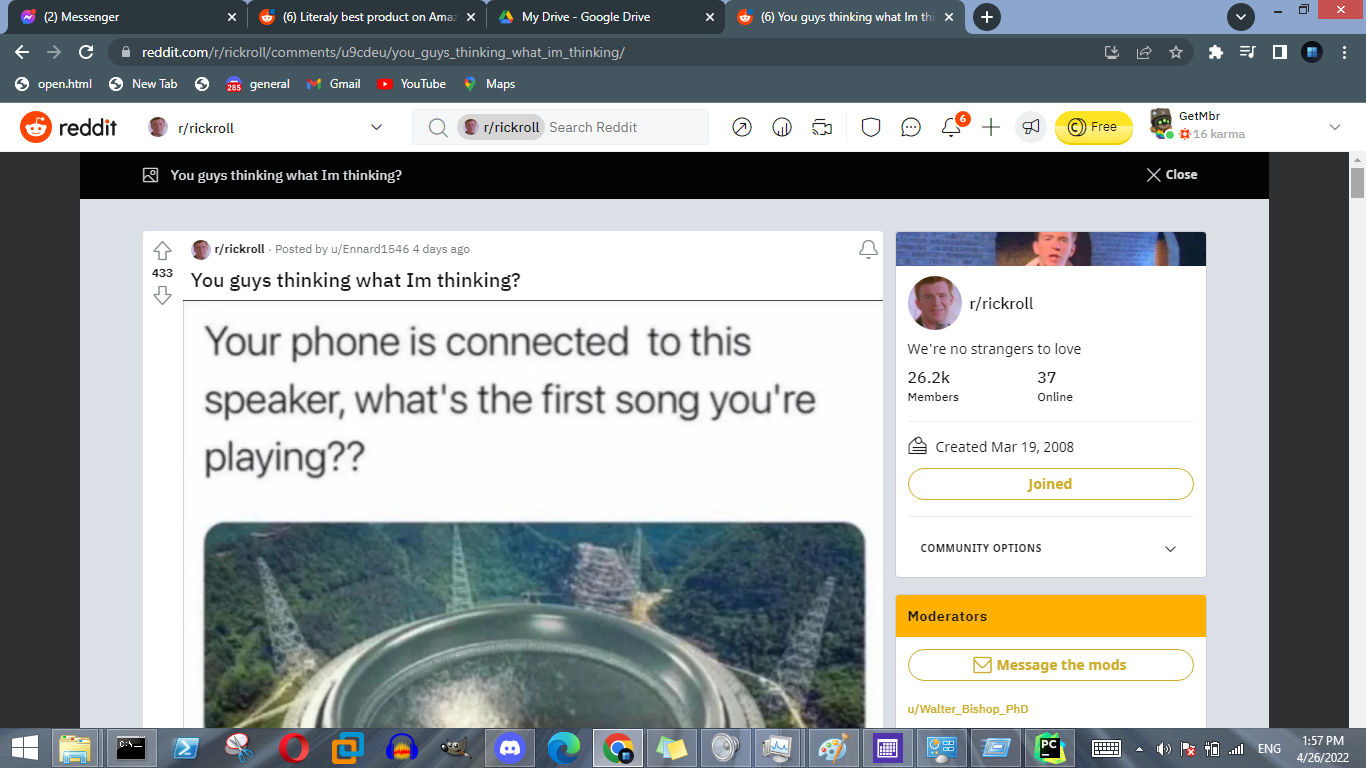 (2) Messenger
(6) Literaly best product on Amaz
My Drive - Google Drive
(6) You guys thinking what Im thi
reddit.com/r/rickroll/comments/u9cdeu/you_guys_thinking_what_im_thinking/
open.html
New Tab
285
general
Gmail
YouTube
Maps
reddit
r/rickroll
r/rickroll Search Reddit
6
Free
GetMbr
16 karma
You guys thinking what Im thinking?
Close
433
r/rickroll · Posted by u/Ennard1546 4 days ago
You guys thinking what Im thinking?
Your phone is connected to this
speaker, what's the first song you're
playing??
r/rickroll
We're no strangers to love
26.2k
Members
37
Online
Created Mar 19, 2008
Joined
COMMUNITY OPTIONS
Moderators
Message the mods
u/Walter_Bishop_PhD
C:\_
PC
ENG
1:57 PM
4/26/2022